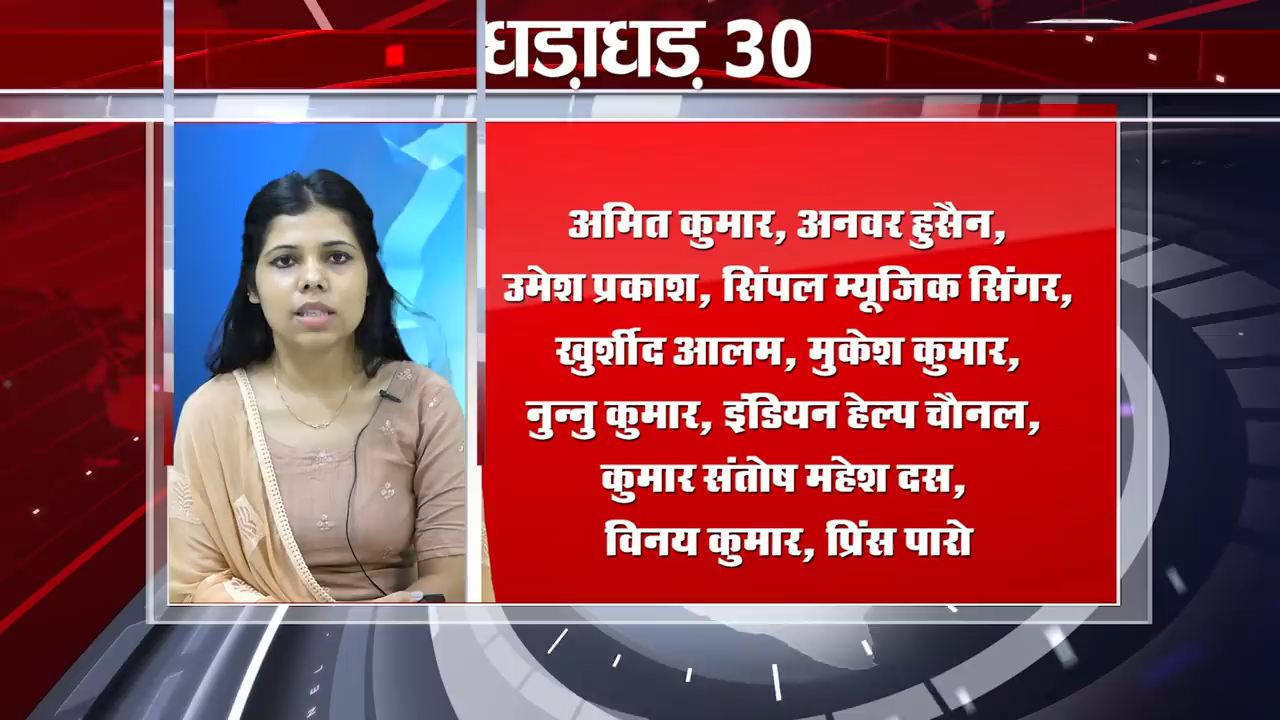 धड़ाधड़ 30
अमित कुमार, अनवर हुसैन,
उमेश प्रकाश, सिंपल म्यूजिक सिंगर,
खुर्शीद आलम, मुकेश कुमार,
नुन्नु कुमार, इंडियन हेल्प चौनल,
कुमार संतोष महेश दस,
विनय कुमार, प्रिंस पारो